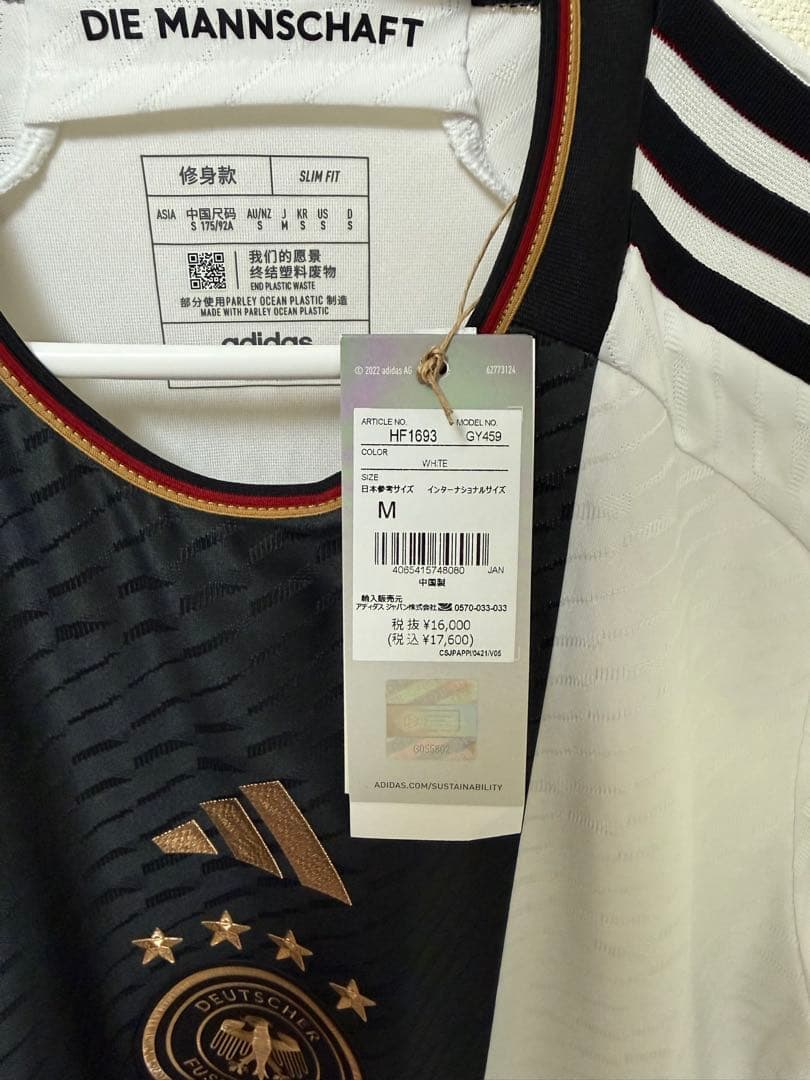 DIE MANNSCHAFT
修身款 SLIM FIT
ASIA 中国尺码 AU/NZ J KR US D
S 175/92A S M S S S
我们的愿景
终结塑料废物
END PLASTIC WASTE
部分使用PARLEY OCEAN PLASTIC 制造
MADE WITH PARLEY OCEAN PLASTIC
adidas
© 2022 adidas AG 62773124
ARTICLE NO. MODEL NO.
HF1693 GY459
COLOR
WHITE
SIZE
日本参考サイズ インターナショナルサイズ
M
4065415748080 JAN
中国製
輸入販売元
アディダス ジャパン株式会社 0570-033-033
税抜 ¥16,000
(税込 ¥17,600)
CSJPAPPI/0421/V05
ADIDAS.COM/SUSTAINABILITY
DEUTSCHER